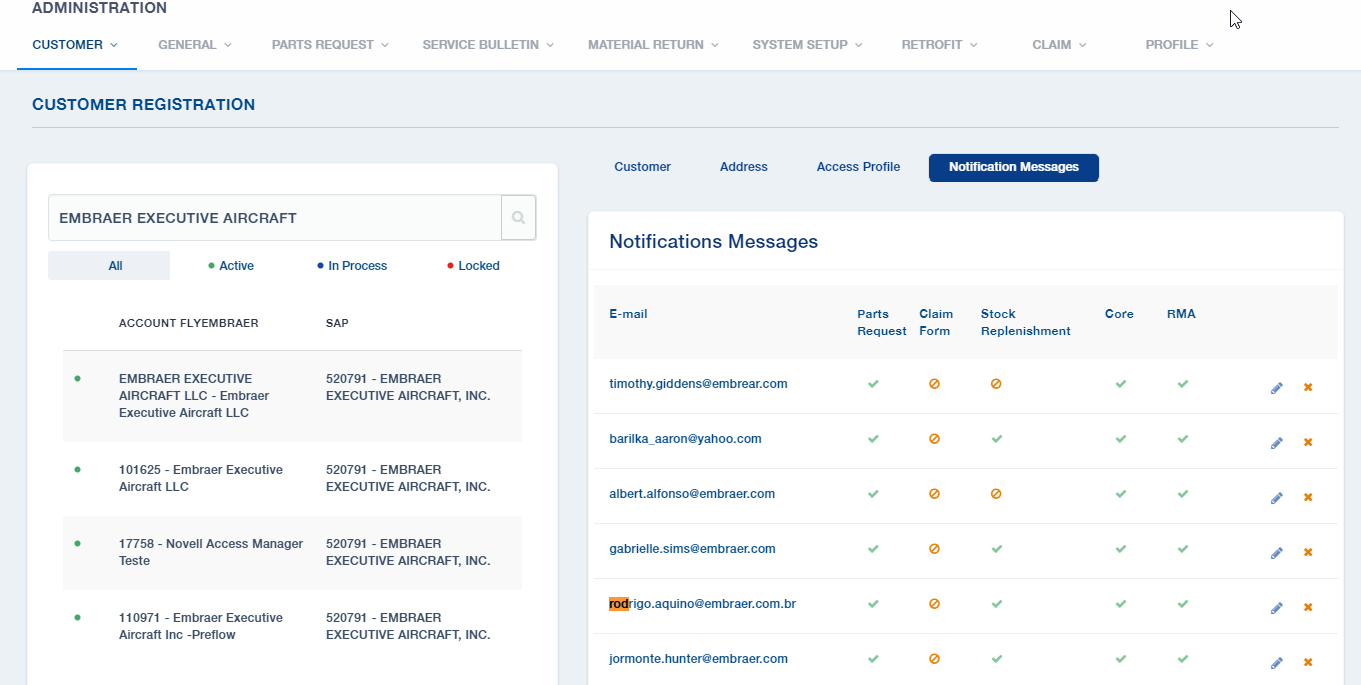 ADMINISTRATION
CUSTOMER GENERAL PARTS REQUEST SERVICE BULLETIN MATERIAL RETURN SYSTEM SETUP RETROFIT CLAIM PROFILE
CUSTOMER REGISTRATION
EMBRAER EXECUTIVE AIRCRAFT
All Active In Process Locked
ACCOUNT FLYEMBRAER SAP
EMBRAER EXECUTIVE 520791 - EMBRAER
AIRCRAFT LLC - Embraer EXECUTIVE AIRCRAFT, INC.
Executive Aircraft LLC
101625 - Embraer Executive 520791 - EMBRAER
Aircraft LLC EXECUTIVE AIRCRAFT, INC.
17758 - Novell Access Manager 520791 - EMBRAER
Teste EXECUTIVE AIRCRAFT, INC.
110971 - Embraer Executive 520791 - EMBRAER
Aircraft Inc -Preflow EXECUTIVE AIRCRAFT, INC.
Customer Address Access Profile Notification Messages
Notifications Messages
E-mail Parts Claim Stock Core RMA
Request Form Replenishment
timothy.giddens@embrear.com
barilka_aaron@yahoo.com
albert.alfonso@embraer.com
gabrielle.sims@embraer.com
rodrigo.aquino@embraer.com.br
jormonte.hunter@embraer.com